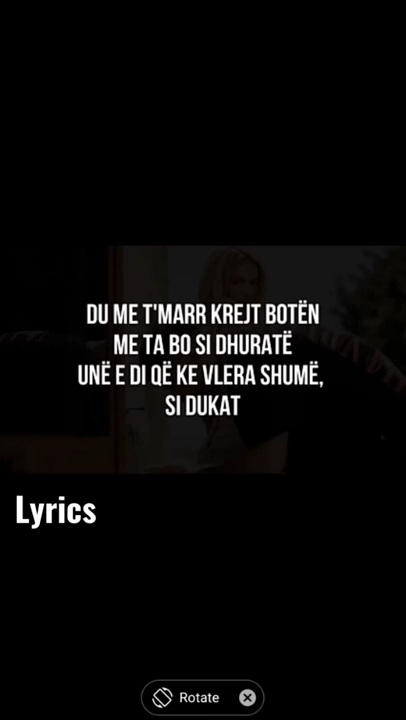 DU ME T'MARR KREJT BOTËN
ME TA BO SI DHURATË
UNË E DI QË KE VLERA SHUMË,
SI DUKAT
Lyrics
Rotate